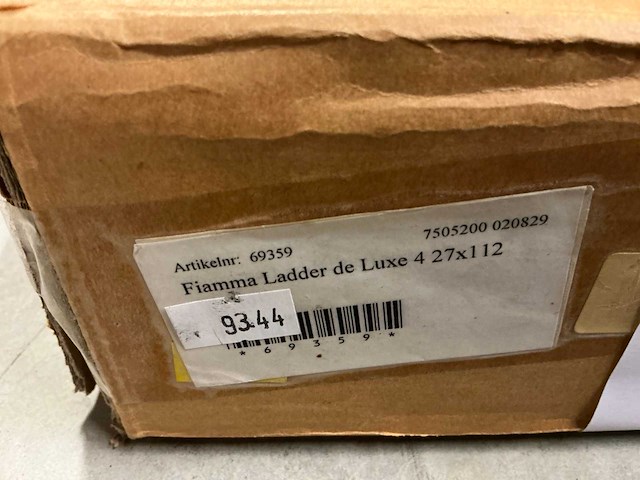 Artikelnr: 69359 7505200 020829
Fiamma Ladder de Luxe 4 27x112
93.44
*69359*